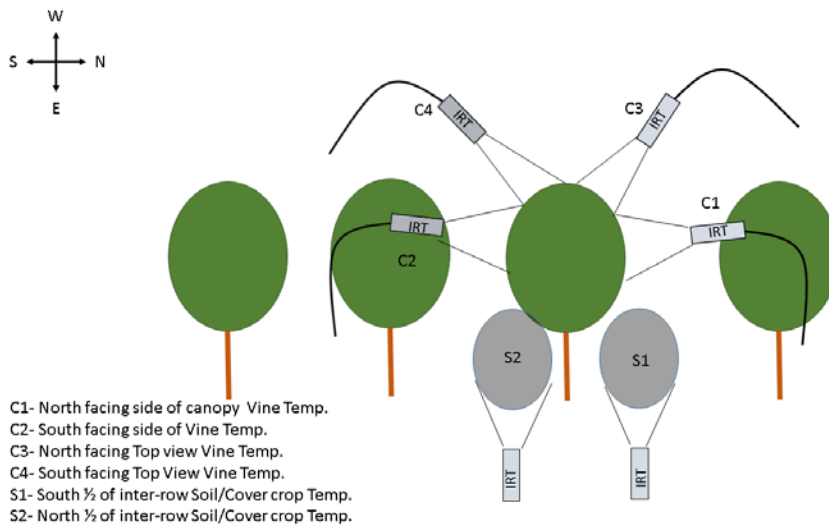 W
S N
E
C4 IRT
C3 IRT
C1
IRT
IRT
C2
S2
S1
IRT
IRT
C1- North facing side of canopy Vine Temp.
C2- South facing side of Vine Temp.
C3- North facing Top view Vine Temp.
C4- South facing Top View Vine Temp.
S1- South ½ of inter-row Soil/Cover crop Temp.
S2- North ½ of inter-row Soil/Cover crop Temp.